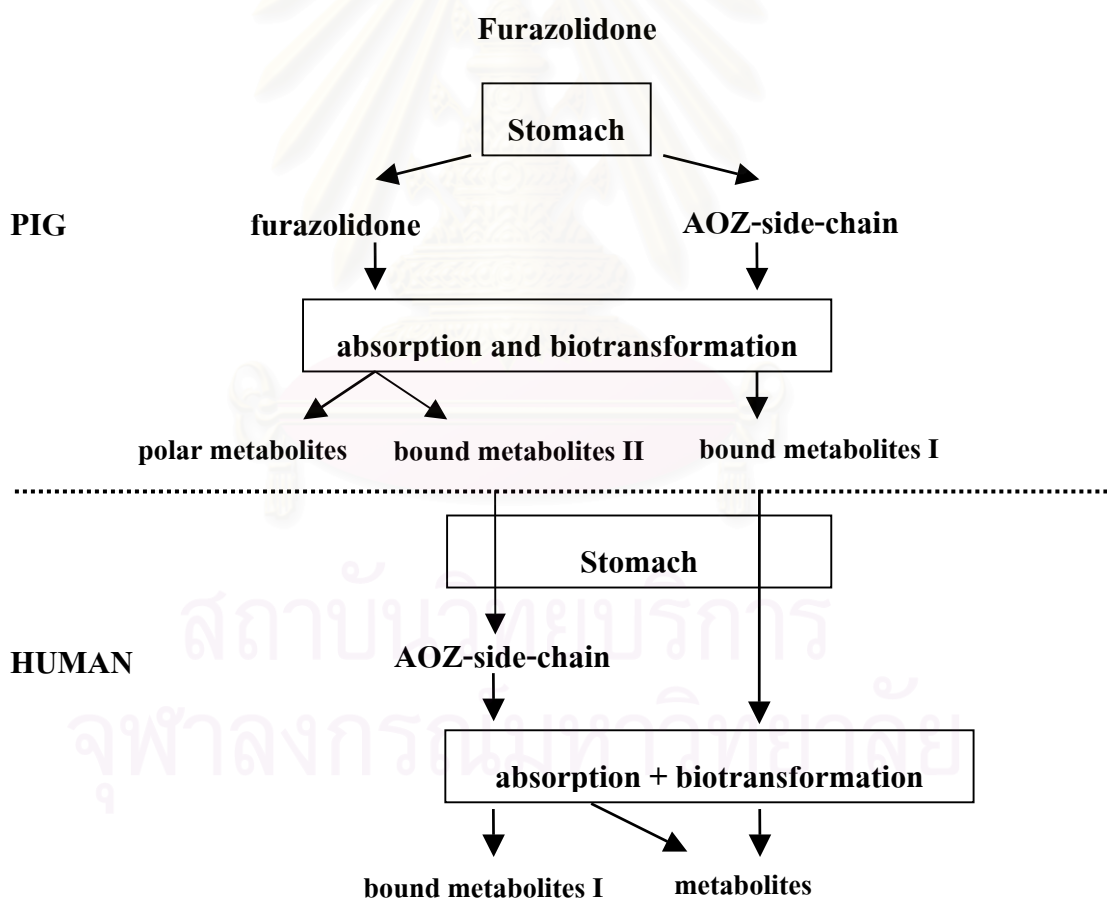 Furazolidone
Stomach
PIG
furazolidone
AOZ-side-chain
absorption and biotransformation
polar metabolites
bound metabolites II
bound metabolites I
Stomach
สถาบันวิทยบริการ
HUMAN
AOZ-side-chain
จุฬาลงกรณ์มหาวิทยาลัย
absorption + biotransformation
bound metabolites I
metabolites